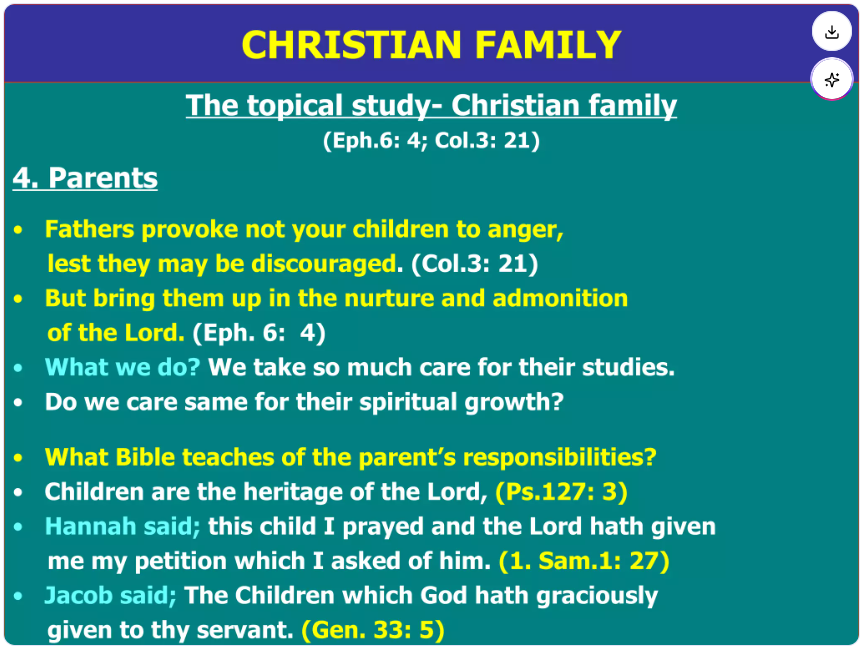 CHRISTIAN FAMILY
The topical study- Christian family
(Eph.6: 4; Col.3: 21)
4. Parents
• Fathers provoke not your children to anger,
lest they may be discouraged. (Col.3: 21)
• But bring them up in the nurture and admonition
of the Lord. (Eph. 6:  4)
• What we do? We take so much care for their studies.
• Do we care same for their spiritual growth?
• What Bible teaches of the parent’s responsibilities?
• Children are the heritage of the Lord, (Ps.127: 3)
• Hannah said; this child I prayed and the Lord hath given
me my petition which I asked of him. (1. Sam.1: 27)
• Jacob said; The Children which God hath graciously
given to thy servant. (Gen. 33: 5)